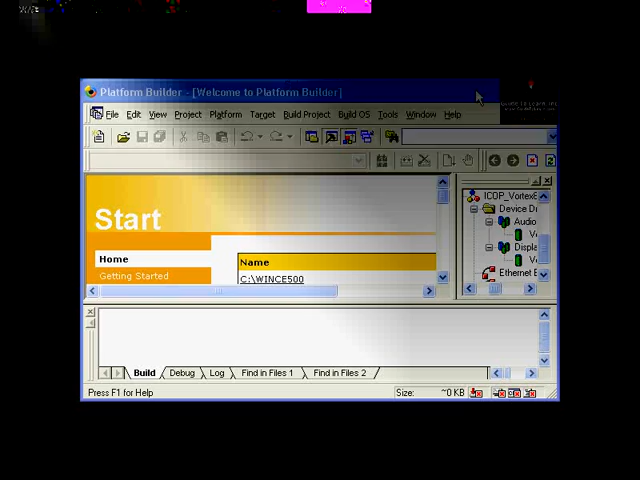 Platform Builder - [Welcome to Platform Builder]
File Edit View Project Platform Target Build Project Build OS Tools Window Help
Start
Home
Getting Started
Name
C:\WINCE500
ICOP_Vortex
Device Dr
Audio
Displa
Ethernet
Build Debug Log Find in Files 1 Find in Files 2
Press F1 for Help
Size: ~0 KB